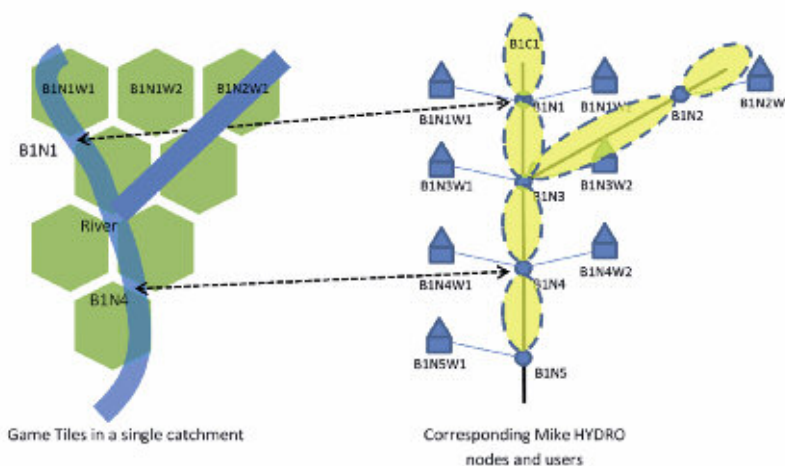 B1N1W1
B1N1W2
B1N2W1
B1N1
River
B1N4
Game Tiles in a single catchment
B1C1
B1N1W1
B1N1
B1N2
B1N2W
B1N3W1
B1N3
B1N3W2
B1N4W1
B1N4
B1N4W2
B1N5W1
B1N5
Corresponding Mike HYDRO
nodes and users